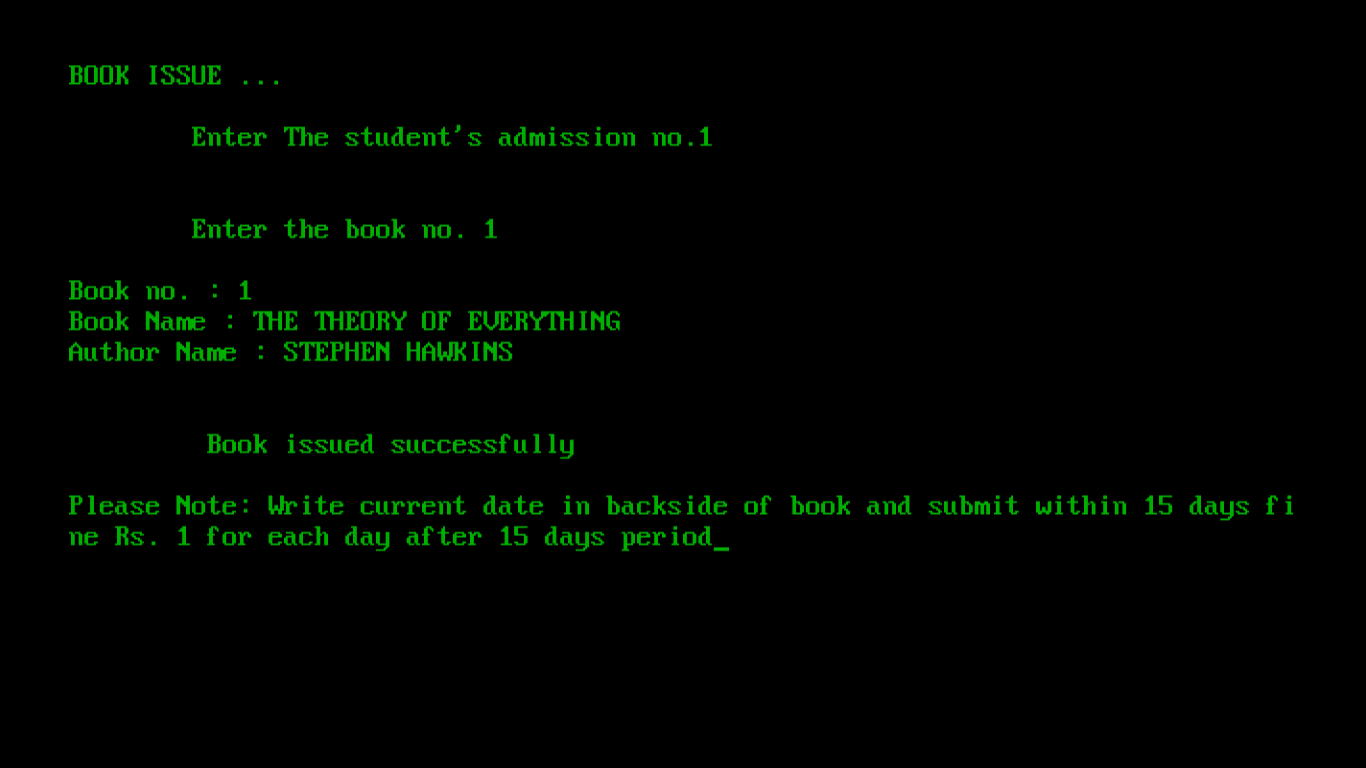 BOOK ISSUE ...
Enter The student's admission no.1
Enter the book no. 1
Book no. : 1
Book Name : THE THEORY OF EVERYTHING
Author Name : STEPHEN HAWKINS
Book issued successfully
Please Note: Write current date in backside of book and submit within 15 days fi
ne Rs. 1 for each day after 15 days period_